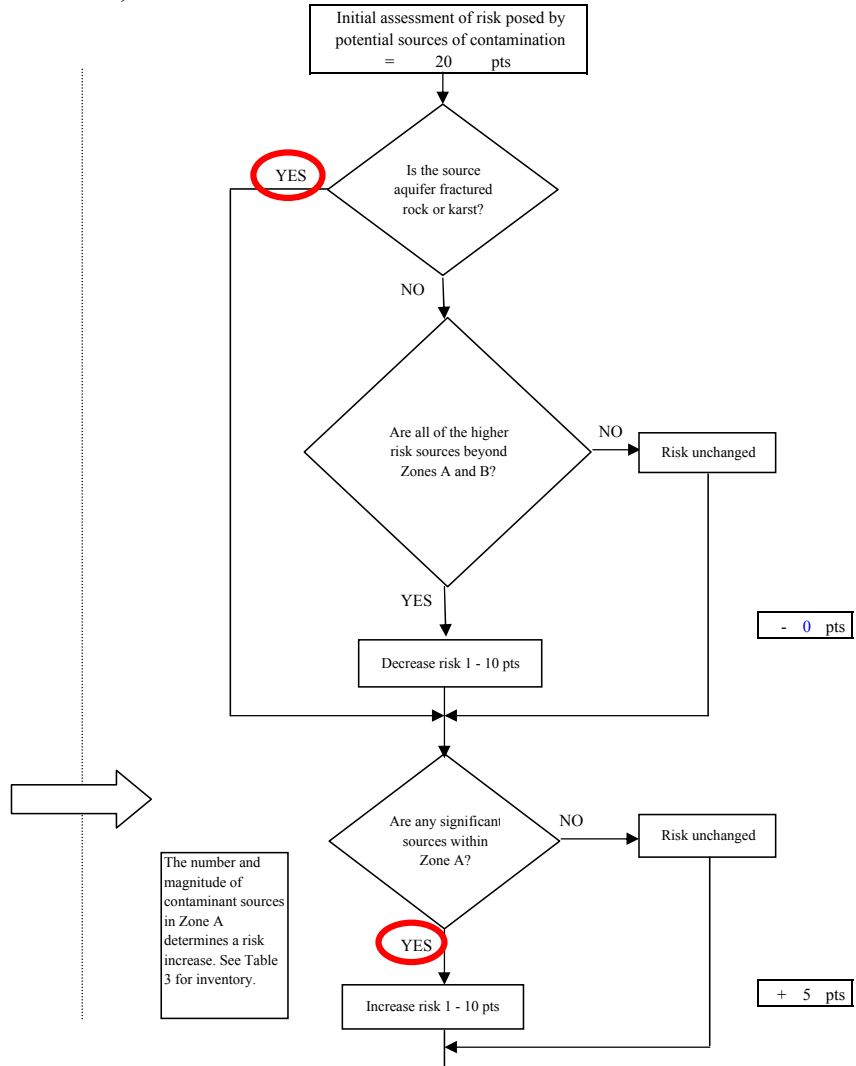 Initial assessment of risk posed by
potential sources of contamination
= 20 pts
YES
Is the source
aquifer fractured
rock or karst?
NO
Are all of the higher
risk sources beyond
Zones A and B?
NO
Risk unchanged
YES
- 0 pts
Decrease risk 1 - 10 pts
Are any significant
sources within
Zone A?
NO
Risk unchanged
The number and
magnitude of
contaminant sources
in Zone A
determines a risk
increase. See Table
3 for inventory.
YES
+ 5 pts
Increase risk 1 - 10 pts